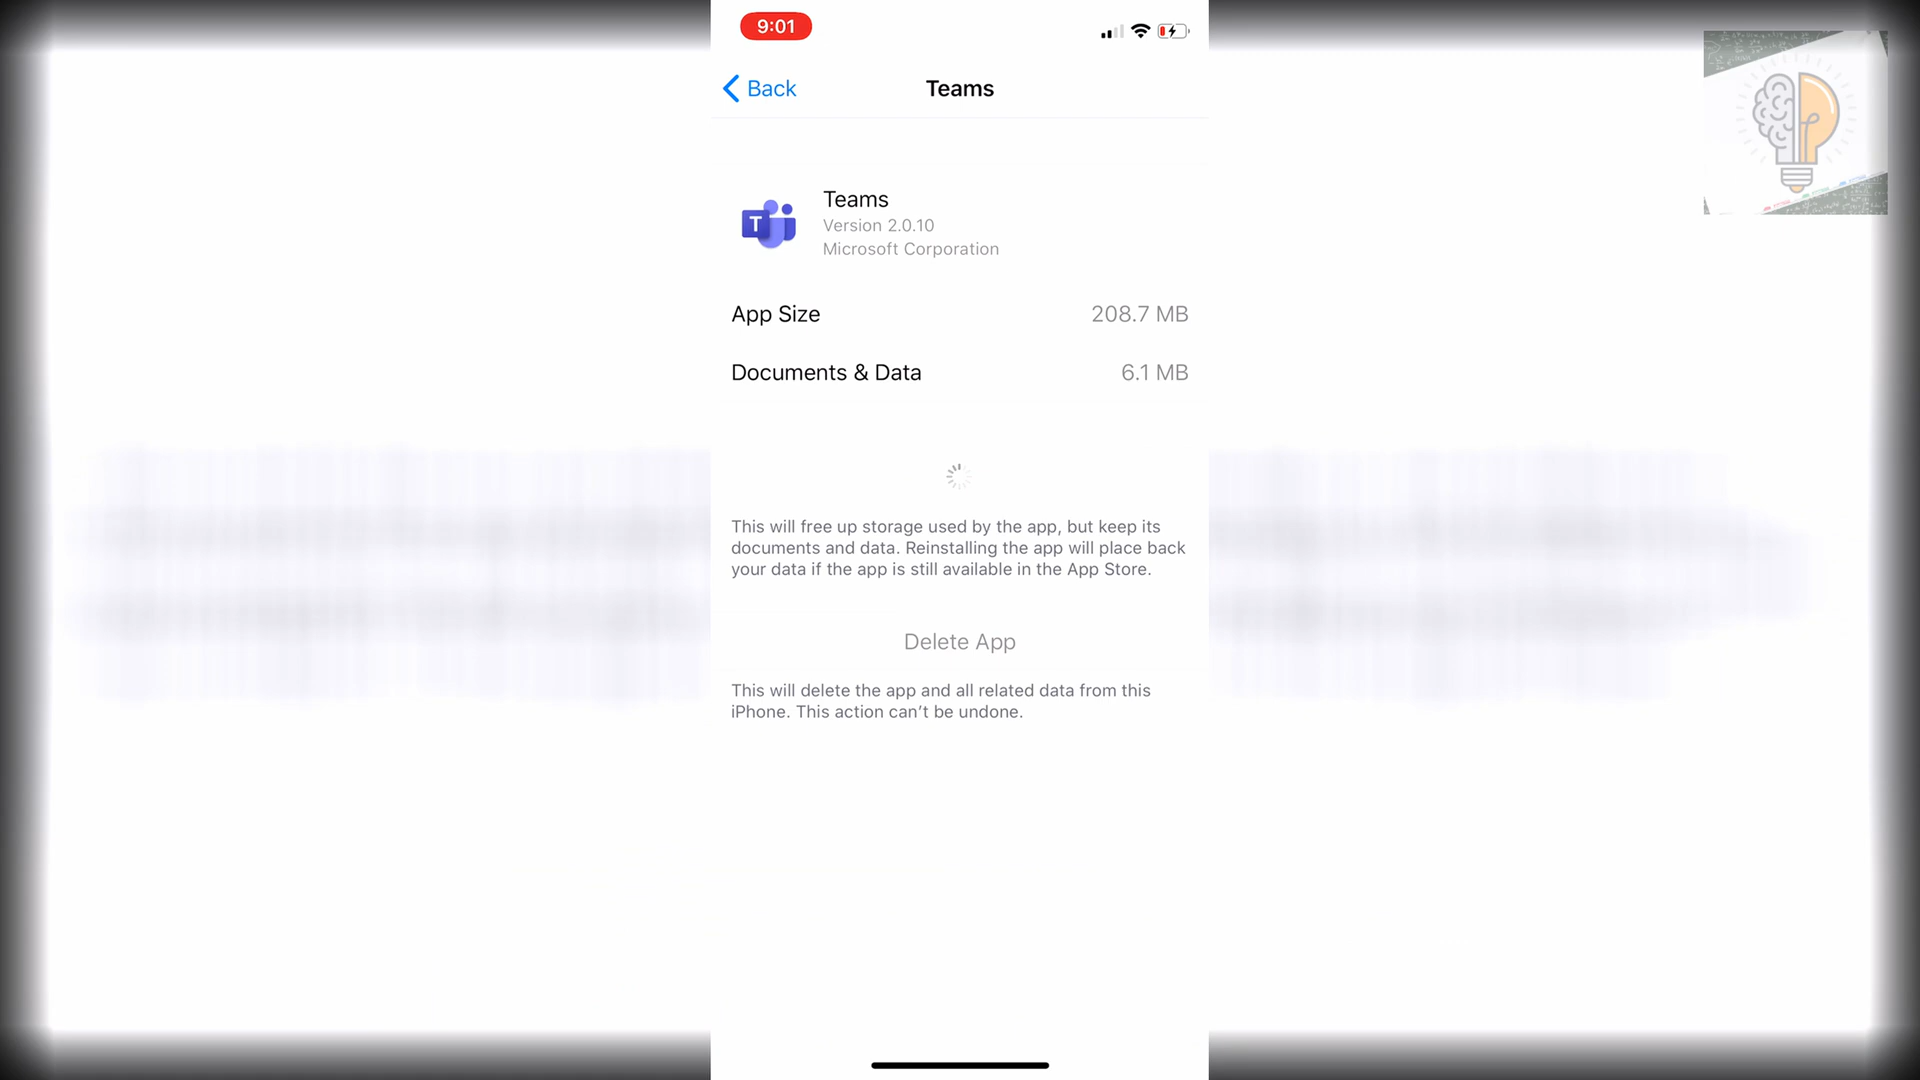 9:01
Back
Teams
T
Teams
Version 2.0.10
Microsoft Corporation
App Size 208.7 MB
Documents & Data 6.1 MB
This will free up storage used by the app, but keep its
documents and data. Reinstalling the app will place back
your data if the app is still available in the App Store.
Delete App
This will delete the app and all related data from this
iPhone. This action can’t be undone.